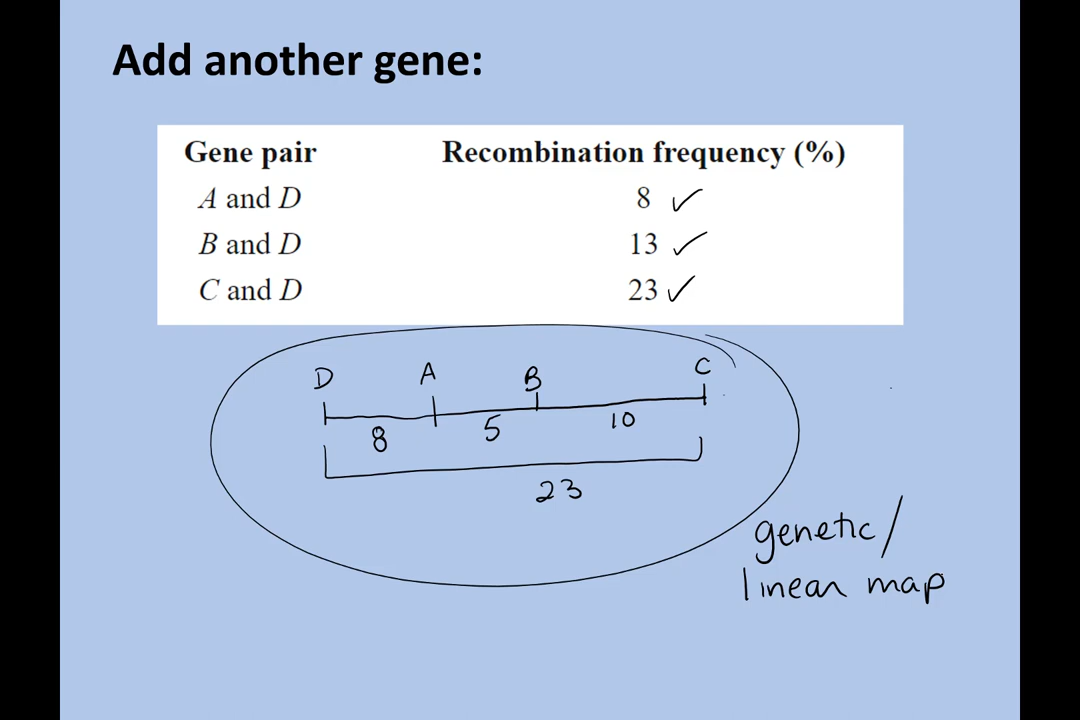 Add another gene:
Gene pair Recombination frequency (%)
A and D 8 ✓
B and D 13 ✓
C and D 23 ✓
D A B C
8 5 10
23
genetic/
linear map